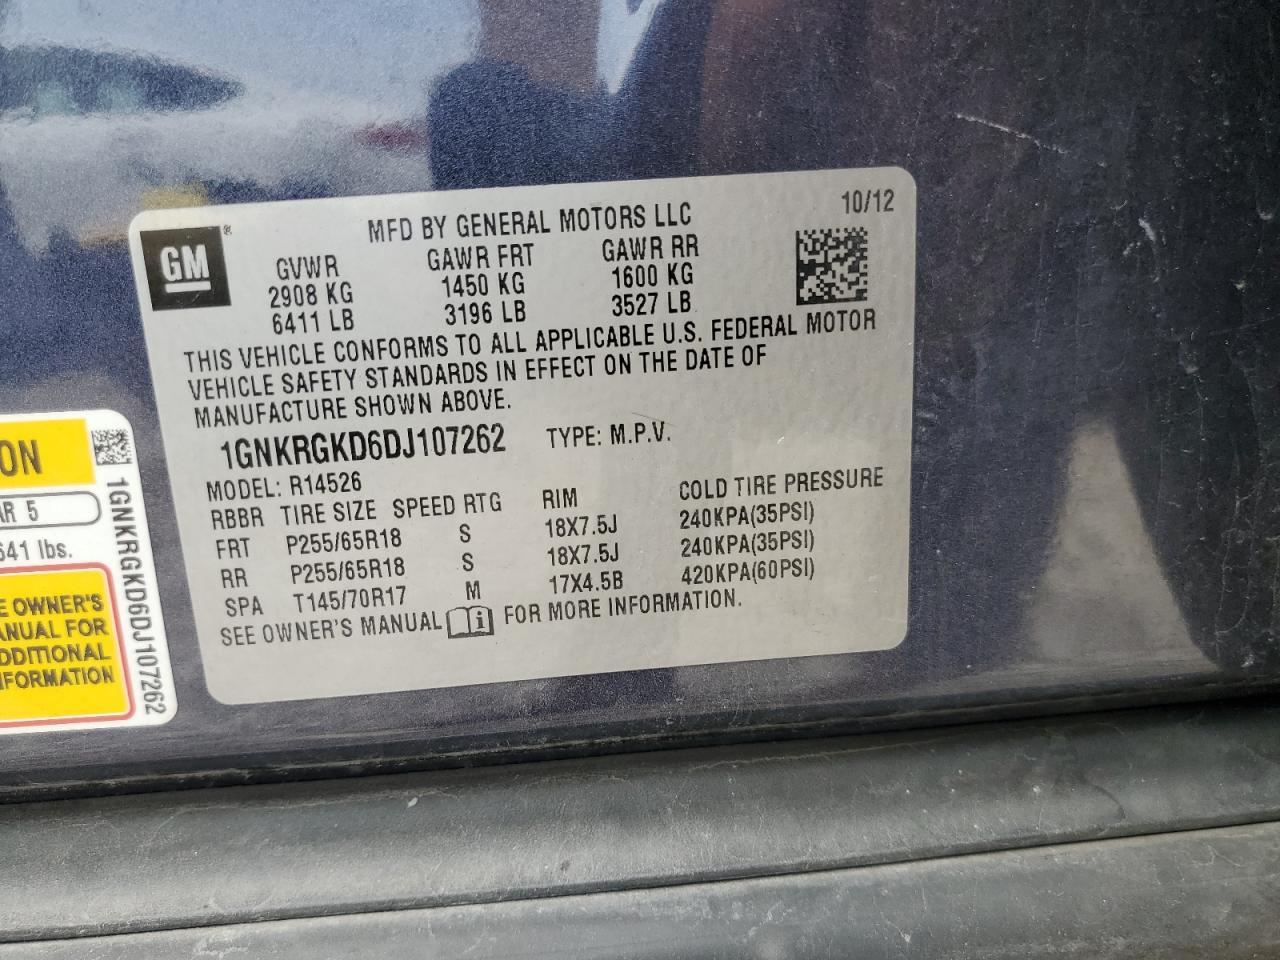 GM
®
MFD BY GENERAL MOTORS LLC
10/12
GVWR GAWR FRT GAWR RR
2908 KG 1450 KG 1600 KG
6411 LB 3196 LB 3527 LB
THIS VEHICLE CONFORMS TO ALL APPLICABLE U.S. FEDERAL MOTOR
VEHICLE SAFETY STANDARDS IN EFFECT ON THE DATE OF
MANUFACTURE SHOWN ABOVE.
1GNKRGKD6DJ107262 TYPE: M.P.V.
MODEL: R14526
RBBR TIRE SIZE SPEED RTG RIM COLD TIRE PRESSURE
FRT P255/65R18 S 18X7.5J 240KPA(35PSI)
RR P255/65R18 S 18X7.5J 240KPA(35PSI)
SPA T145/70R17 M 17X4.5B 420KPA(60PSI)
SEE OWNER'S MANUAL FOR MORE INFORMATION.
ON
AR 5
641 lbs.
E OWNER'S
ANUAL FOR
DDITIONAL
NFORMATION
1GNKRGKD6DJ107262